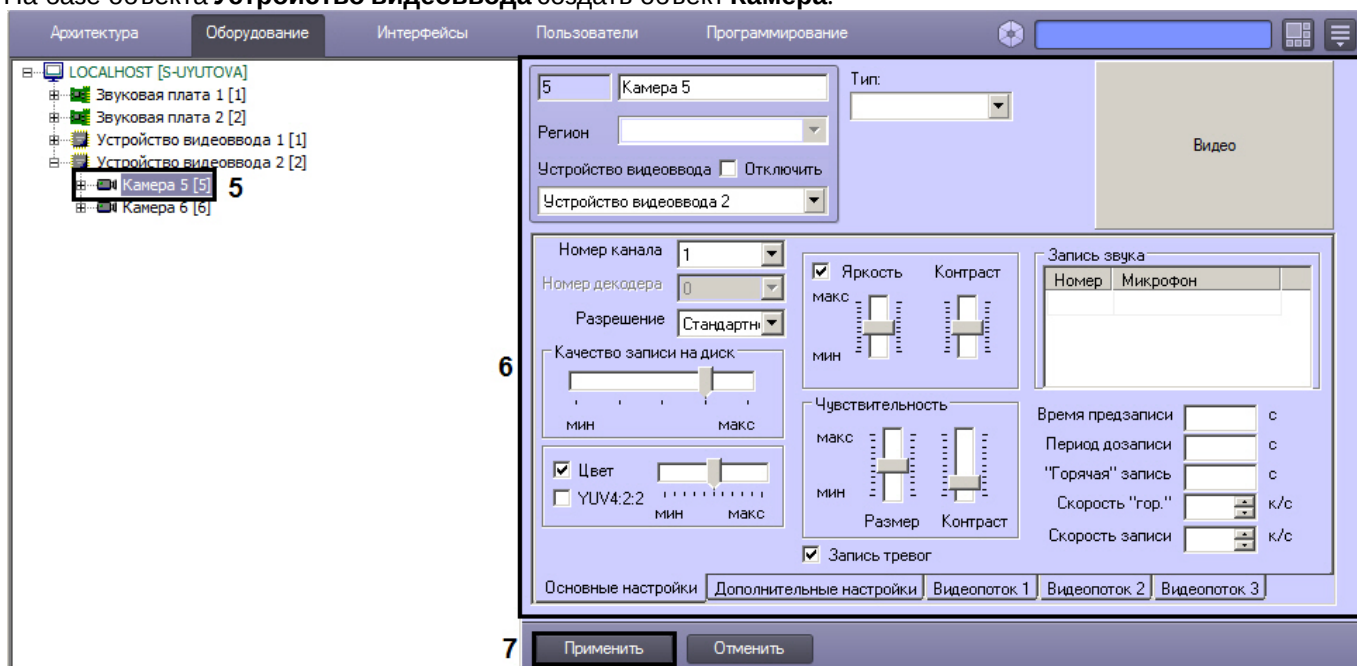 На базе объекта Устройство видеоввода создать объект Камера.
Архитектура Оборудование Интерфейсы Пользователи Программирование
LOCALHOST [S-UYUTOVA]
Звуковая плата 1 [1]
Звуковая плата 2 [2]
Устройство видеоввода 1 [1]
Устройство видеоввода 2 [2]
Камера 5 [5]
Камера 6 [6]
5
5 Камера 5
Тип:
Регион
Устройство видеоввода Отключить
Устройство видеоввода 2
Видео
6
Номер канала 1
Номер декодера 0
Разрешение Стандартн
Качество записи на диск
мин макс
Цвет
YUV4:2:2
мин макс
Яркость Контраст
макс
мин
Чувствительность
макс
мин
Размер Контраст
Запись тревог
Запись звука
Номер Микрофон
Время предзаписи с
Период дозаписи с
"Горячая" запись с
Скорость "гор." к/с
Скорость записи к/с
Основные настройки Дополнительные настройки Видеопоток 1 Видеопоток 2 Видеопоток 3
7 Применить Отменить